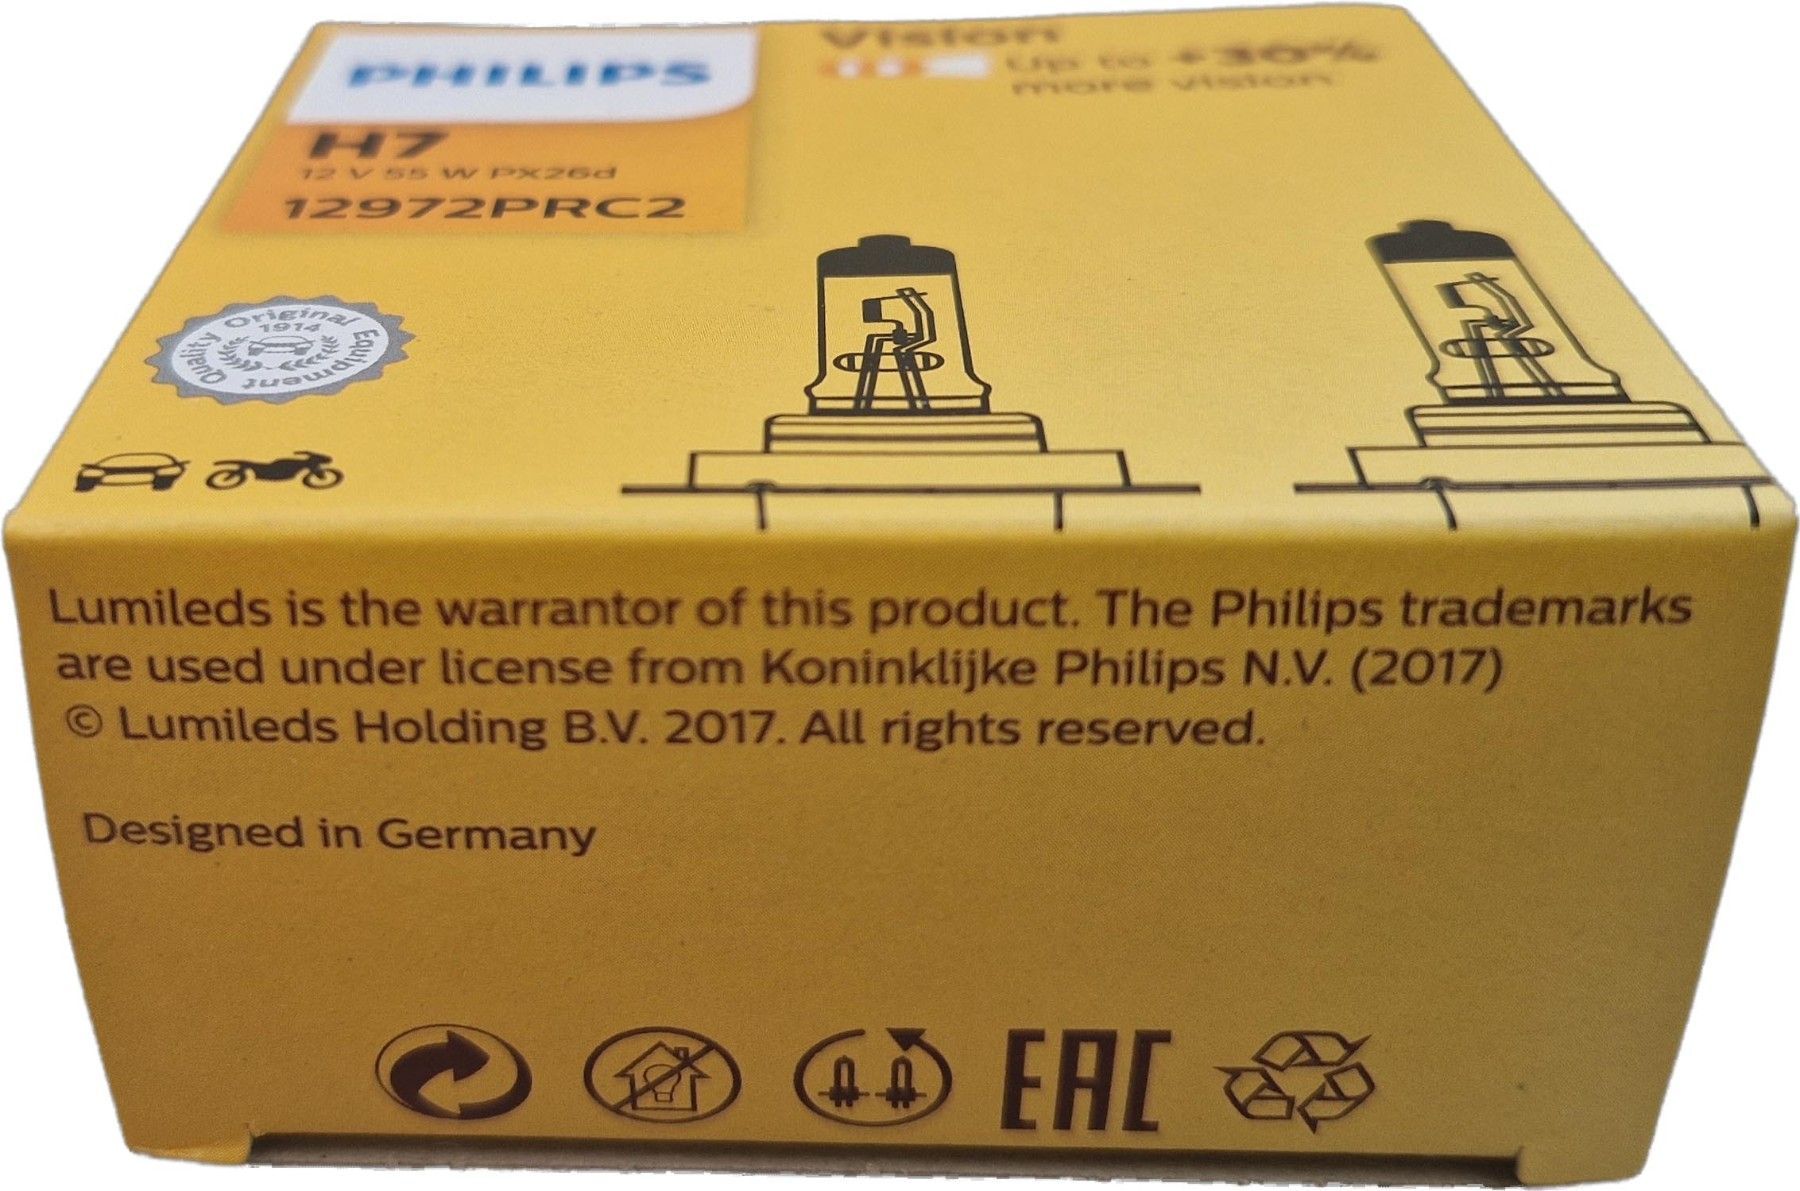 PHILIPS
Vision
Up to +30%
more vision
H7
12 V 55 W PX26d
12972PRC2
Quality Original Equipment
1914
Lumileds is the warrantor of this product. The Philips trademarks
are used under license from Koninklijke Philips N.V. (2017)
© Lumileds Holding B.V. 2017. All rights reserved.
Designed in Germany
EAC